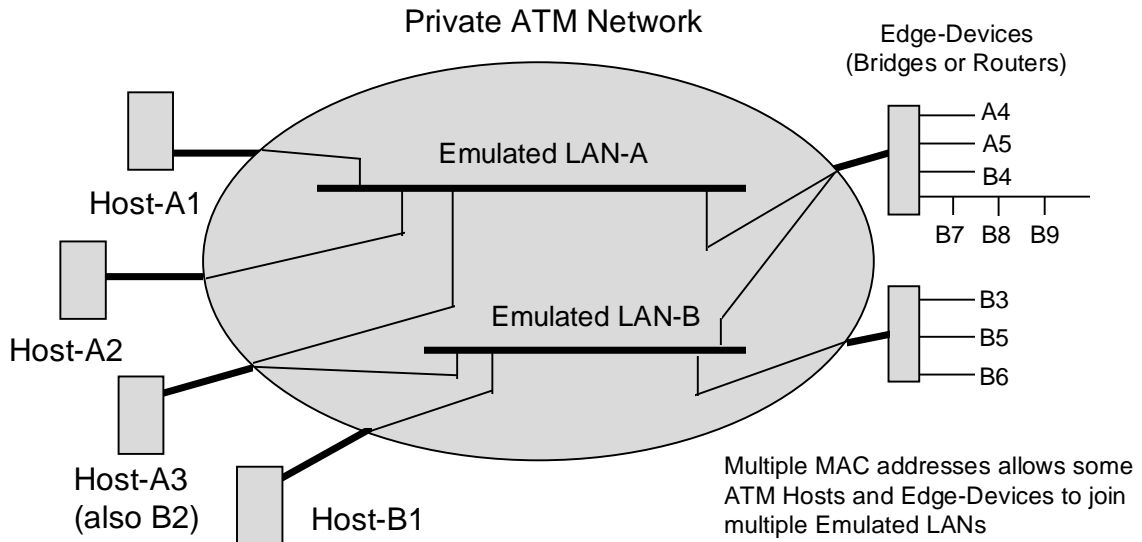 Private ATM Network
Edge-Devices
(Bridges or Routers)
A4
Emulated LAN-A
A5
B4
Host-A1
B7 B8 B9
B3
Emulated LAN-B
B5
Host-A2
B6
Host-A3
(also B2)
Host-B1
Multiple MAC addresses allows some
ATM Hosts and Edge-Devices to join
multiple Emulated LANs